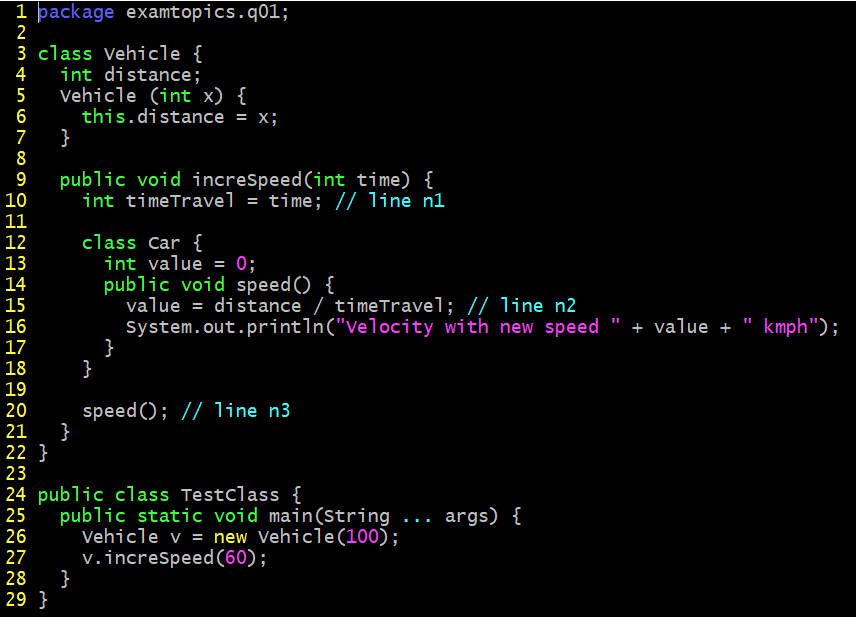 1 package examtopics.q01;
2
3 class Vehicle {
4   int distance;
5   Vehicle (int x) {
6     this.distance = x;
7   }
8
9   public void increSpeed(int time) {
10     int timeTravel = time; // line n1
11
12     class Car {
13       int value = 0;
14       public void speed() {
15         value = distance / timeTravel; // line n2
16         System.out.println("Velocity with new speed " + value + " kmph");
17       }
18     }
19
20     speed(); // line n3
21   }
22 }
23
24 public class TestClass {
25   public static void main(String ... args) {
26     Vehicle v = new Vehicle(100);
27     v.increSpeed(60);
28   }
29 }